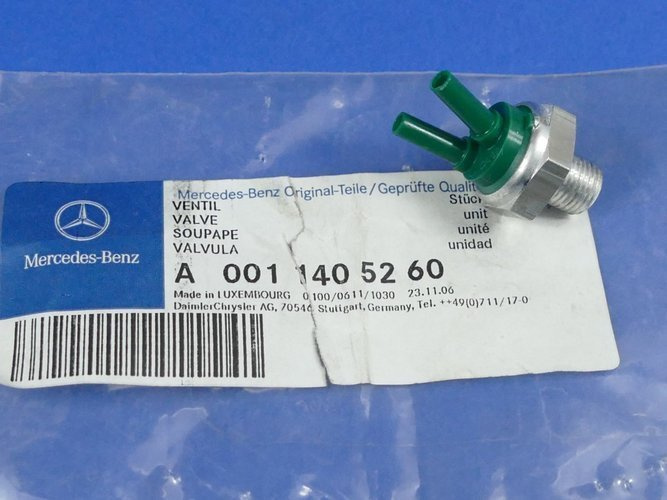 Mercedes-Benz
Mercedes-Benz Original-Teile/Geprüfte Qualit
VENTIL Stück
VALVE unit
SOUPAPE unité
VALVULA unidad
A 001 140 52 60
Made in LUXEMBOURG 0100/0611/1030 23.11.06
DaimlerChrysler AG, 70546 Stuttgart, Germany, Tel. ++49(0)711/17-0